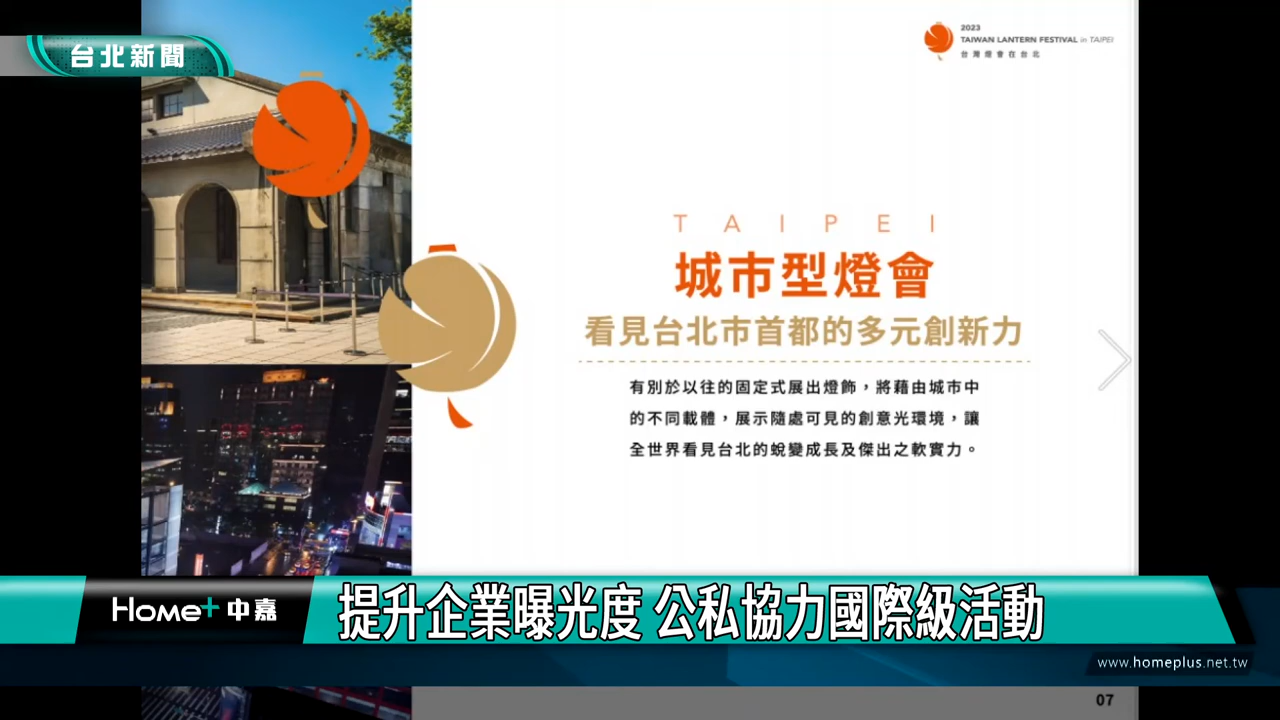 台北新聞
2023
TAIWAN LANTERN FESTIVAL in TAIPEI
台灣燈會在台北
TAIPEI
城市型燈會
看見台北市首都的多元創新力
有別於以往的固定式展出燈飾，將藉由城市中
的不同載體，展示隨處可見的創意光環境，讓
全世界看見台北的蛻變成長及傑出之軟實力。
Home+ 中嘉
提升企業曝光度 公私協力國際級活動
www.homeplus.net.tw
07